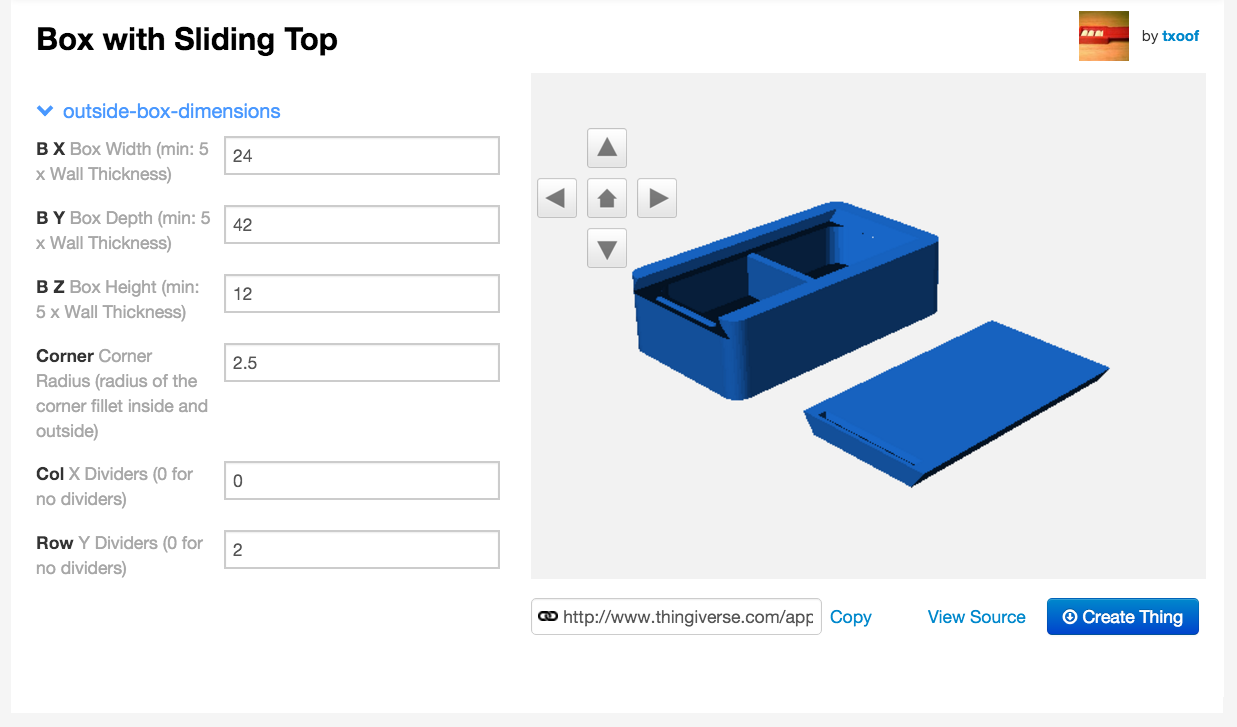 Box with Sliding Top
by txoof
outside-box-dimensions
B X Box Width (min: 5
x Wall Thickness)
24
B Y Box Depth (min: 5
x Wall Thickness)
42
B Z Box Height (min:
5 x Wall Thickness)
12
Corner Corner
Radius (radius of the
corner fillet inside and
outside)
2.5
Col X Dividers (0 for
no dividers)
0
Row Y Dividers (0 for
no dividers)
2
http://www.thingiverse.com/app
Copy
View Source
Create Thing